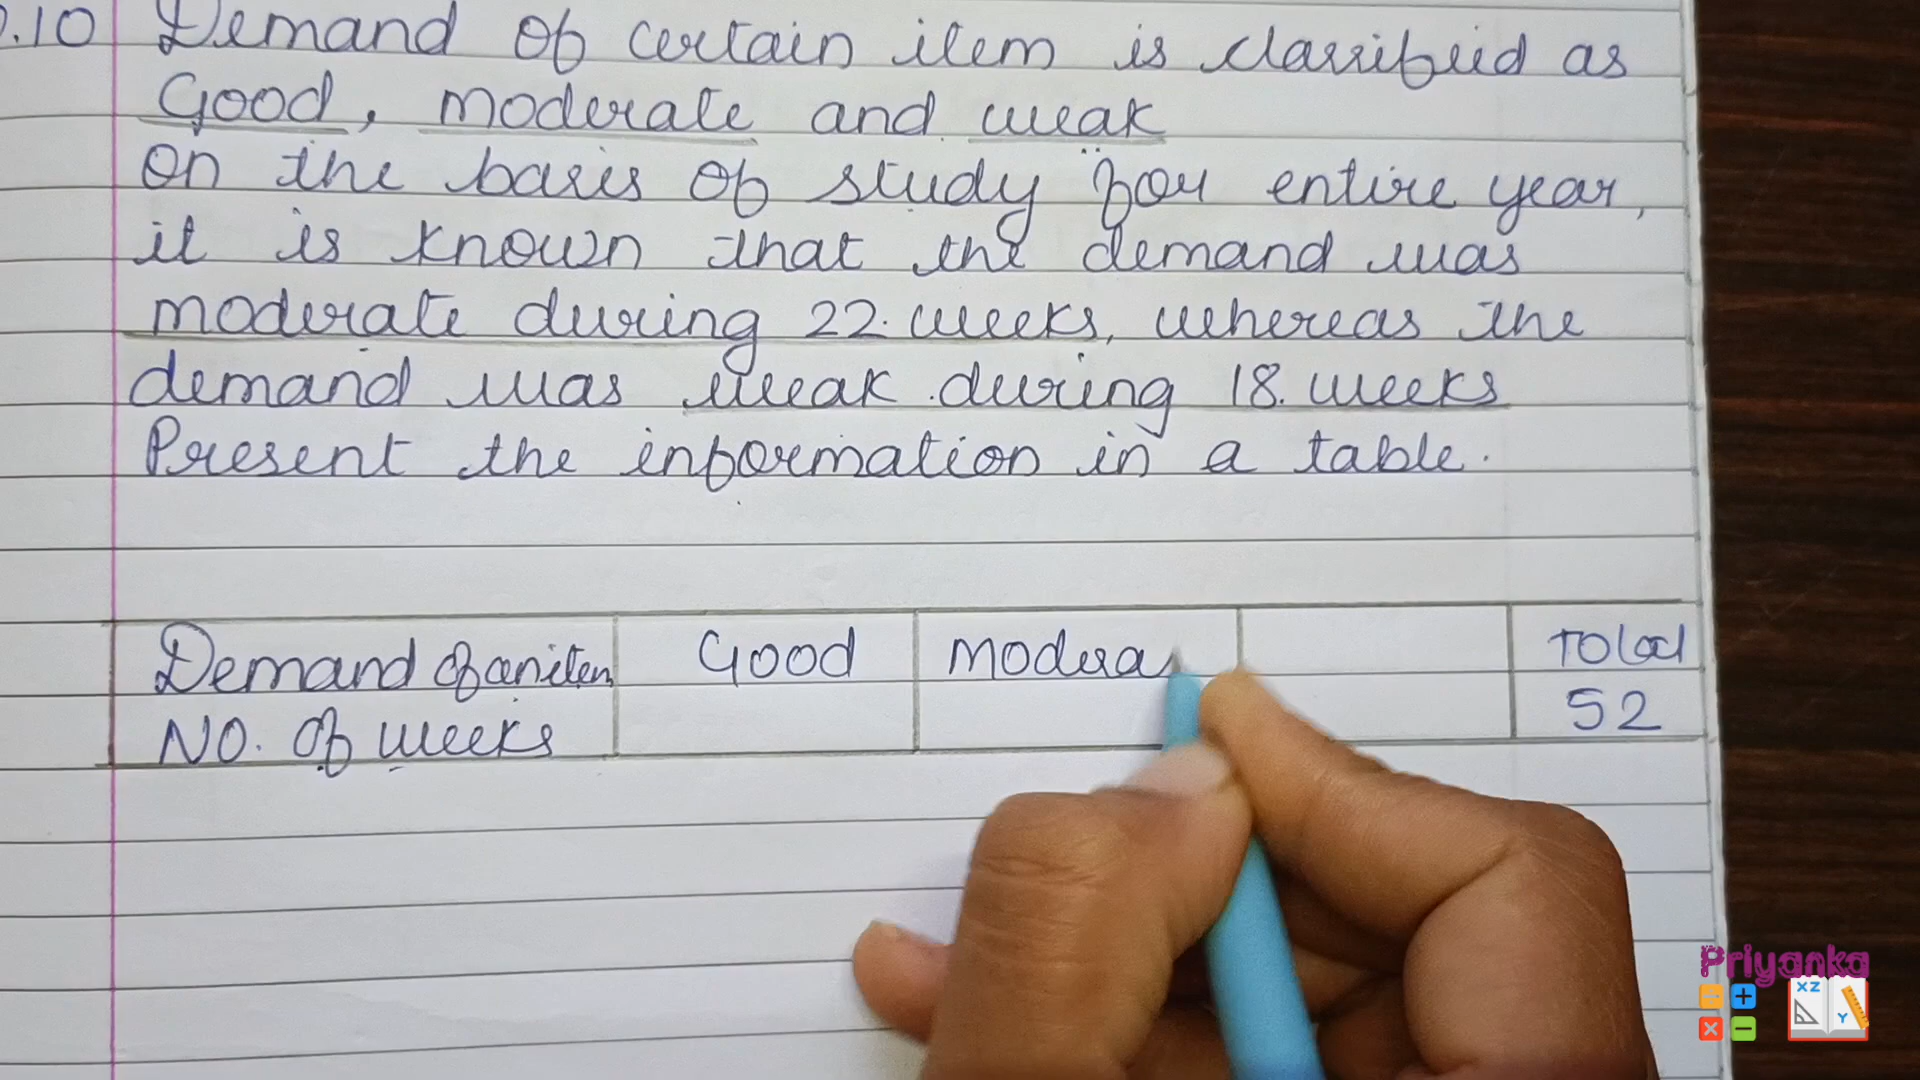 .10 Demand of certain item is classified as
Good, moderate and weak
on the basis of study for entire year,
it is known that the demand was
moderate during 22 weeks, whereas the
demand was weak during 18 weeks
Present the information in a table.
Demand of an item Good modera Total
No. of weeks 52
Priyanka
XZ
Y